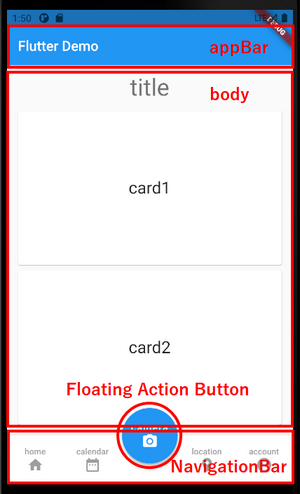 1:50 LTE
DEBUG
Flutter Demo
appBar
title
body
card1
card2
Floating Action Button
home calendar location account
NavigationBar